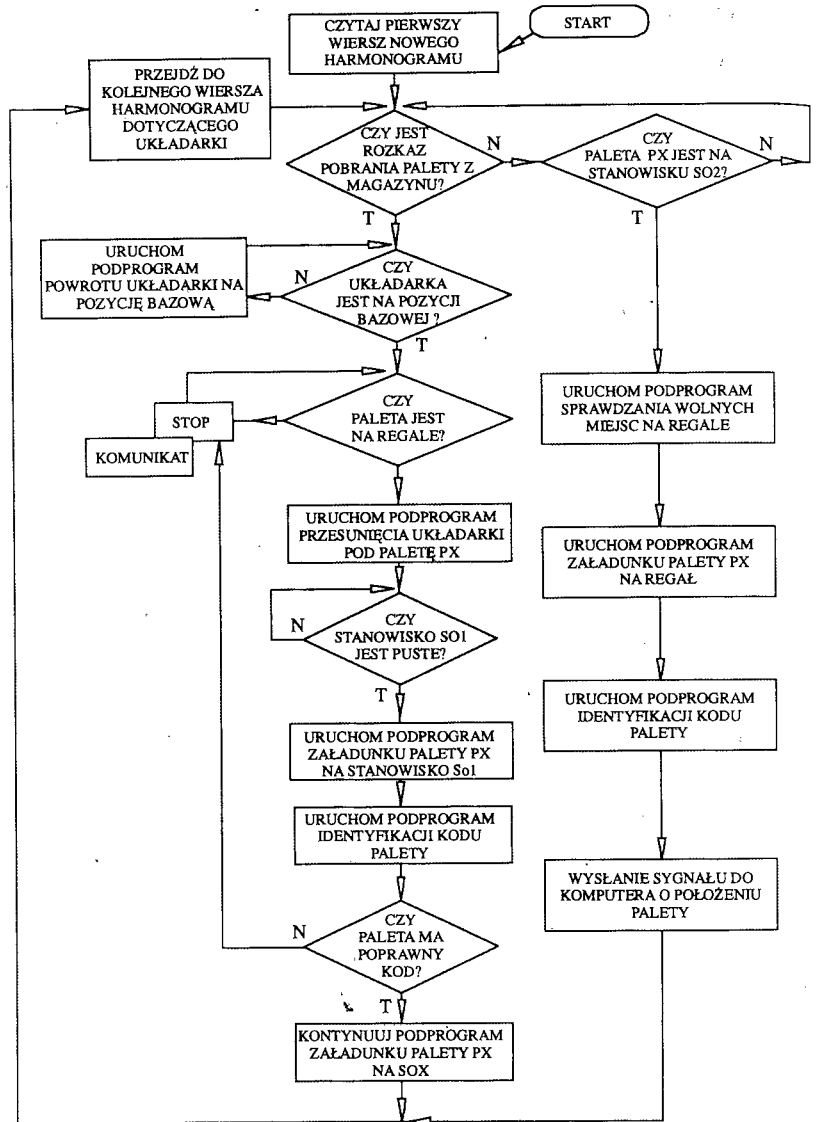 START
CZYTAJ PIERWSZY
WIERSZ NOWEGO
HARMONOGRAMU
PRZEJDŹ DO
KOLEJNEGO WIERSZA
HARMONOGRAMU
DOTYCZĄCEGO
UKŁADARKI
CZY JEST
ROZKAZ
POBRANIA PALETY Z
MAGAZYNU?
N
T
CZY
PALETA PX JEST NA
STANOWISKU SO2?
N
T
URUCHOM
PODPROGRAM
POWROTU UKŁADARKI NA
POZYCJĘ BAZOWĄ
N
CZY
UKŁADARKA
JEST NA POZYCJI
BAZOWEJ ?
T
CZY
PALETA JEST
NA REGALE?
STOP
KOMUNIKAT
URUCHOM PODPROGRAM
SPRAWDZANIA WOLNYCH
MIEJSC NA REGALE
URUCHOM PODPROGRAM
PRZESUNIĘCIA UKŁADARKI
POD PALETĘ PX
URUCHOM PODPROGRAM
ZAŁADUNKU PALETY PX
NA REGAŁ
N
CZY
STANOWISKO SO1
JEST PUSTE?
T
URUCHOM PODPROGRAM
IDENTYFIKACJI KODU
PALETY
URUCHOM PODPROGRAM
ZAŁADUNKU PALETY PX
NA STANOWISKO So1
URUCHOM PODPROGRAM
IDENTYFIKACJI KODU
PALETY
WYSŁANIE SYGNAŁU DO
KOMPUTERA O POŁOŻENIU
PALETY
N
CZY
PALETA MA
POPRAWNY
KOD?
T
KONTYNUUJ PODPROGRAM
ZAŁADUNKU PALETY PX
NA SOX